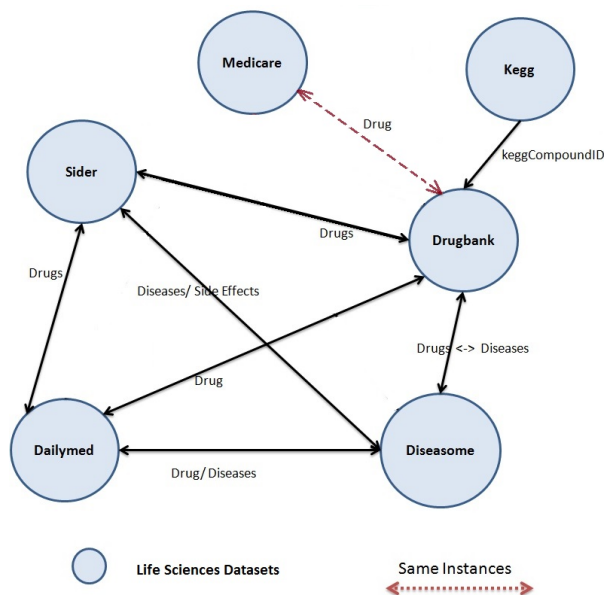 Medicare
Kegg
Drug
keggCompoundID
Sider
Drugs
Drugbank
Drugs
Diseases/ Side Effects
Drugs <-> Diseases
Drug
Dailymed
Diseasome
Drug/ Diseases
Life Sciences Datasets
Same Instances